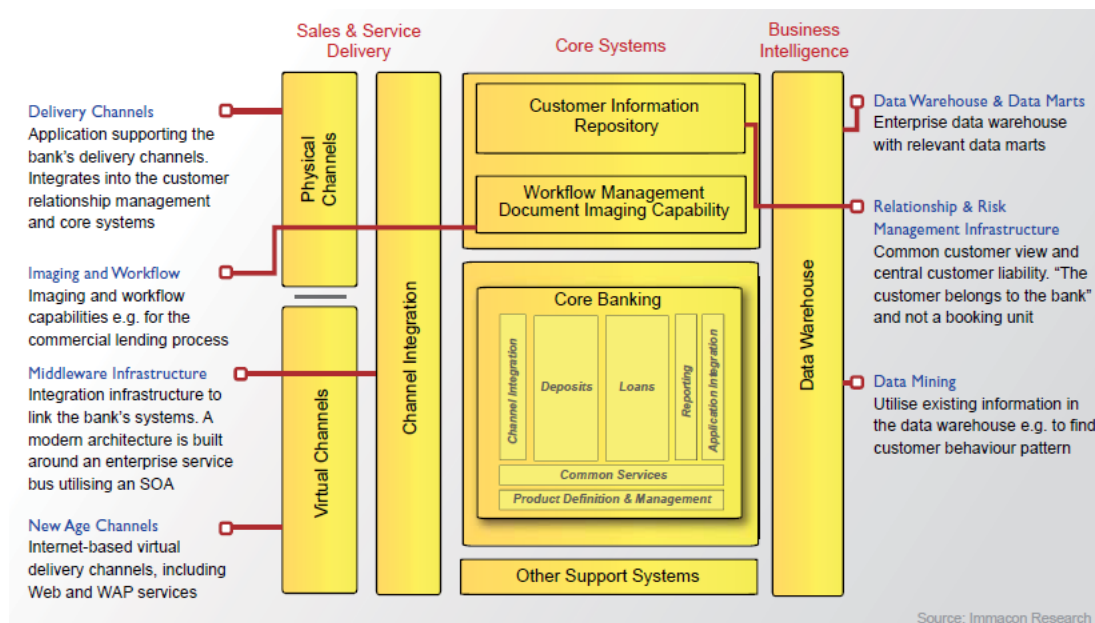 Sales & Service
Delivery
Core Systems
Business
Intelligence
Delivery Channels
Application supporting the
bank's delivery channels.
Integrates into the customer
relationship management
and core systems
Imaging and Workflow
Imaging and workflow
capabilities e.g. for the
commercial lending process
Middleware Infrastructure
Integration infrastructure to
link the bank's systems. A
modern architecture is built
around an enterprise service
bus utilising an SOA
New Age Channels
Internet-based virtual
delivery channels, including
Web and WAP services
Physical
Channels
Virtual Channels
Channel Integration
Customer Information
Repository
Workflow Management
Document Imaging Capability
Core Banking
Channel Integration
Deposits
Loans
Reporting
Application Integration
Common Services
Product Definition & Management
Other Support Systems
Data Warehouse
Data Warehouse & Data Marts
Enterprise data warehouse
with relevant data marts
Relationship & Risk
Management Infrastructure
Common customer view and
central customer liability. "The
customer belongs to the bank"
and not a booking unit
Data Mining
Utilise existing information in
the data warehouse e.g. to find
customer behaviour pattern
Source: Immacon Research